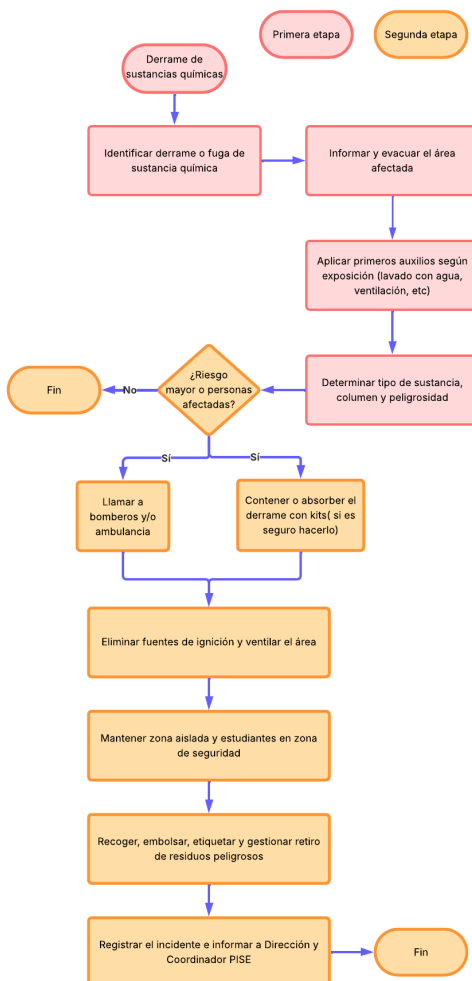 Primera etapa
Segunda etapa
Derrame de
sustancias químicas
Identificar derrame o fuga de
sustancia química
Informar y evacuar el área
afectada
Aplicar primeros auxilios según
exposición (lavado con agua,
ventilación, etc)
Determinar tipo de sustancia,
columen y peligrosidad
¿Riesgo
mayor o personas
afectadas?
No
Fin
Sí
Sí
Llamar a
bomberos y/o
ambulancia
Contener o absorber el
derrame con kits( si es
seguro hacerlo)
Eliminar fuentes de ignición y ventilar el área
Mantener zona aislada y estudiantes en zona
de seguridad
Recoger, embolsar, etiquetar y gestionar retiro
de residuos peligrosos
Registrar el incidente e informar a Dirección y
Coordinador PISE
Fin